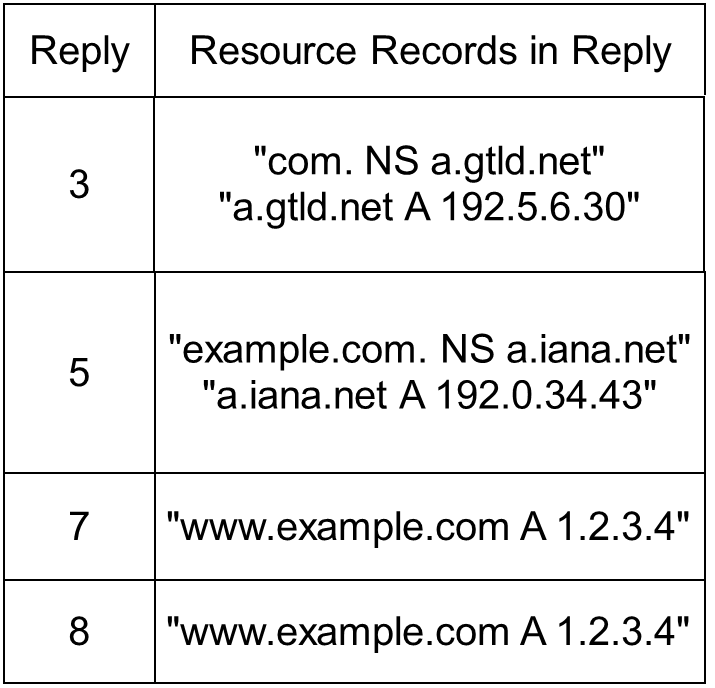 Reply Resource Records in Reply
3 "com. NS a.gtld.net"
"a.gtld.net A 192.5.6.30"
5 "example.com. NS a.iana.net"
"a.iana.net A 192.0.34.43"
7 "www.example.com A 1.2.3.4"
8 "www.example.com A 1.2.3.4"